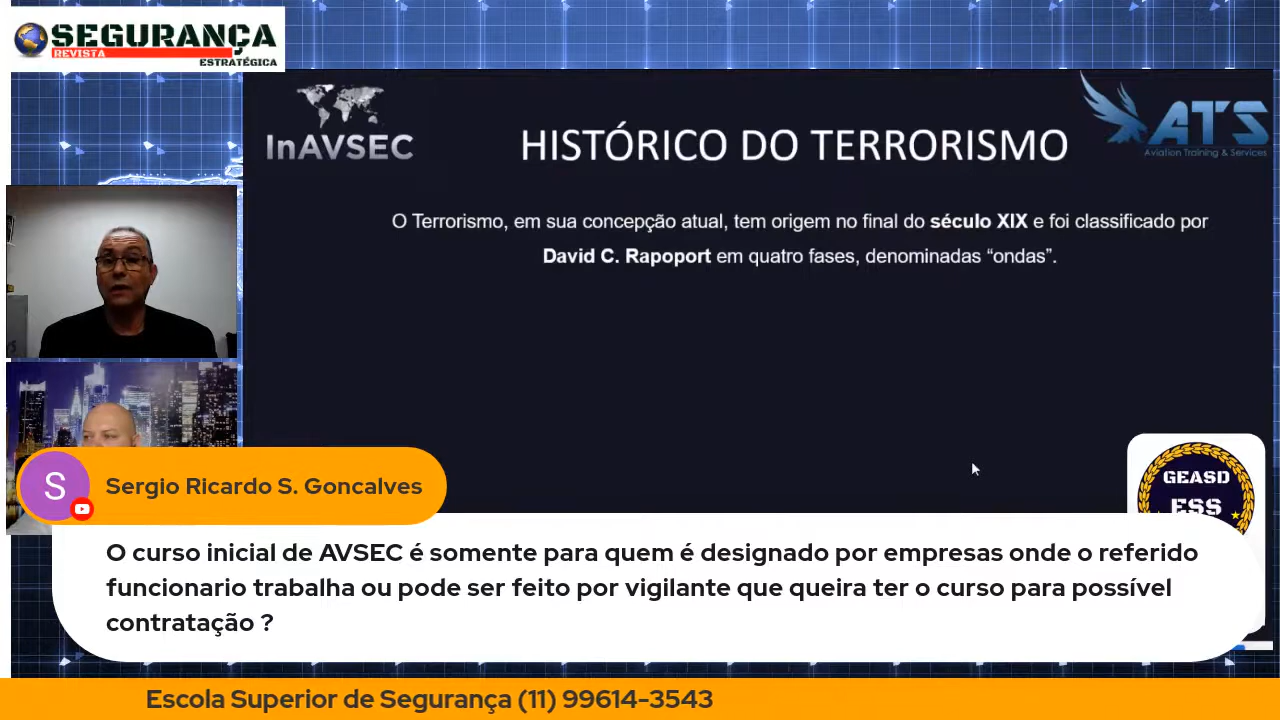 SEGURANÇA
REVISTA
ESTRATÉGICA
InAVSEC
HISTÓRICO DO TERRORISMO
ATS
Aviation Training & Services
O Terrorismo, em sua concepção atual, tem origem no final do século XIX e foi classificado por
David C. Rapoport em quatro fases, denominadas “ondas”.
GEASD
ESS
S
Sergio Ricardo S. Goncalves
O curso inicial de AVSEC é somente para quem é designado por empresas onde o referido
funcionario trabalha ou pode ser feito por vigilante que queira ter o curso para possível
contratação ?
Escola Superior de Segurança (11) 99614-3543